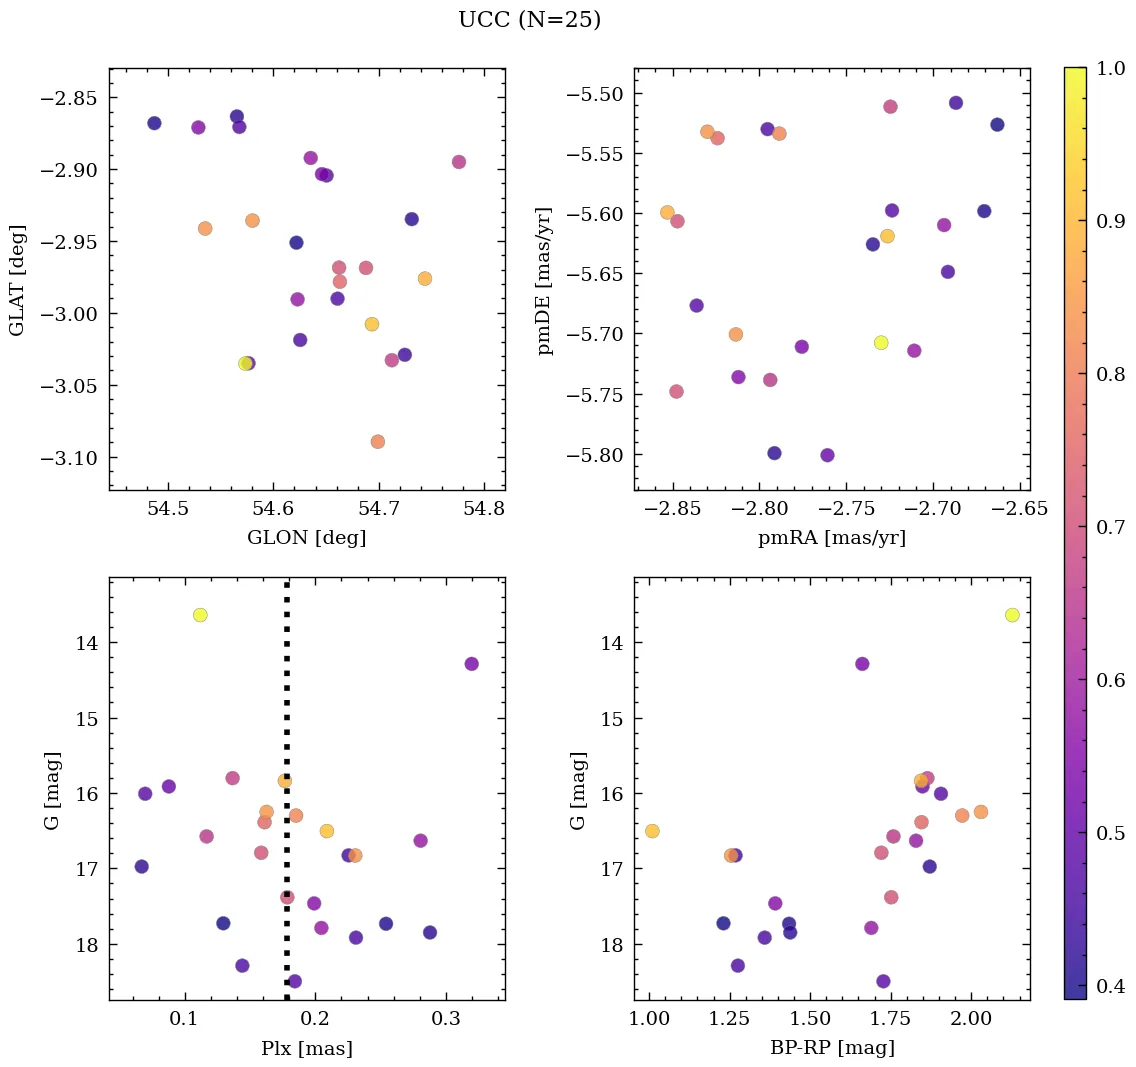 UCC (N=25)
−2.85
−2.90
−2.95
−3.00
−3.05
−3.10
GLAT [deg]
54.5 54.6 54.7 54.8
GLON [deg]
−5.50
−5.55
−5.60
−5.65
−5.70
−5.75
−5.80
pmDE [mas/yr]
−2.85 −2.80 −2.75 −2.70 −2.65
pmRA [mas/yr]
14
15
16
17
18
G [mag]
0.1 0.2 0.3
Plx [mas]
14
15
16
17
18
G [mag]
1.00 1.25 1.50 1.75 2.00
BP-RP [mag]
1.0
0.9
0.8
0.7
0.6
0.5
0.4